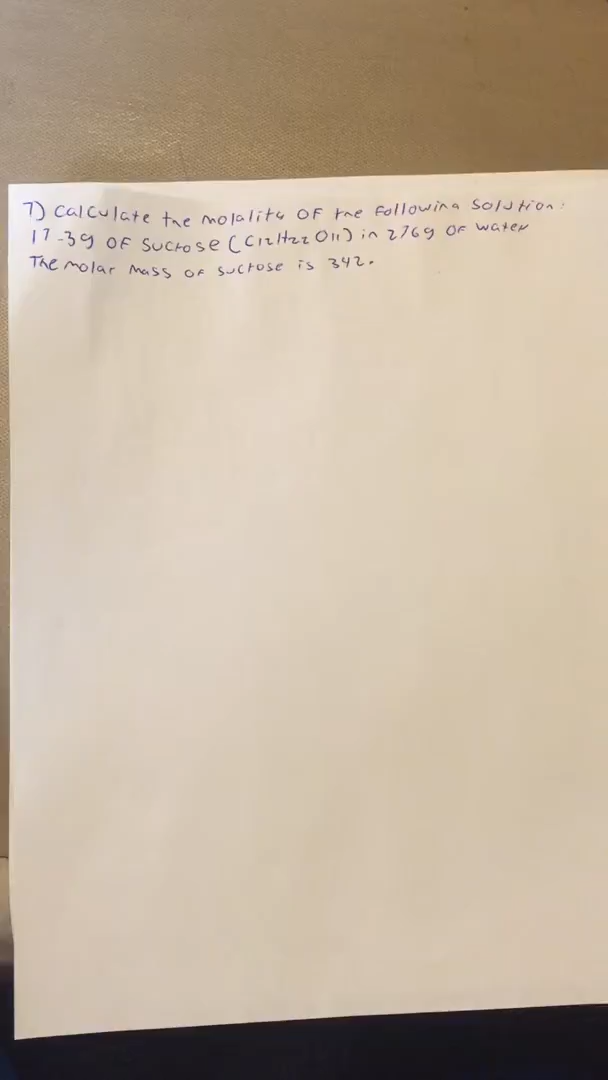 7) Calculate the molality of the following solution:
17.3g of sucrose (C12H22O11) in 276g of water
The molar mass of sucrose is 342.